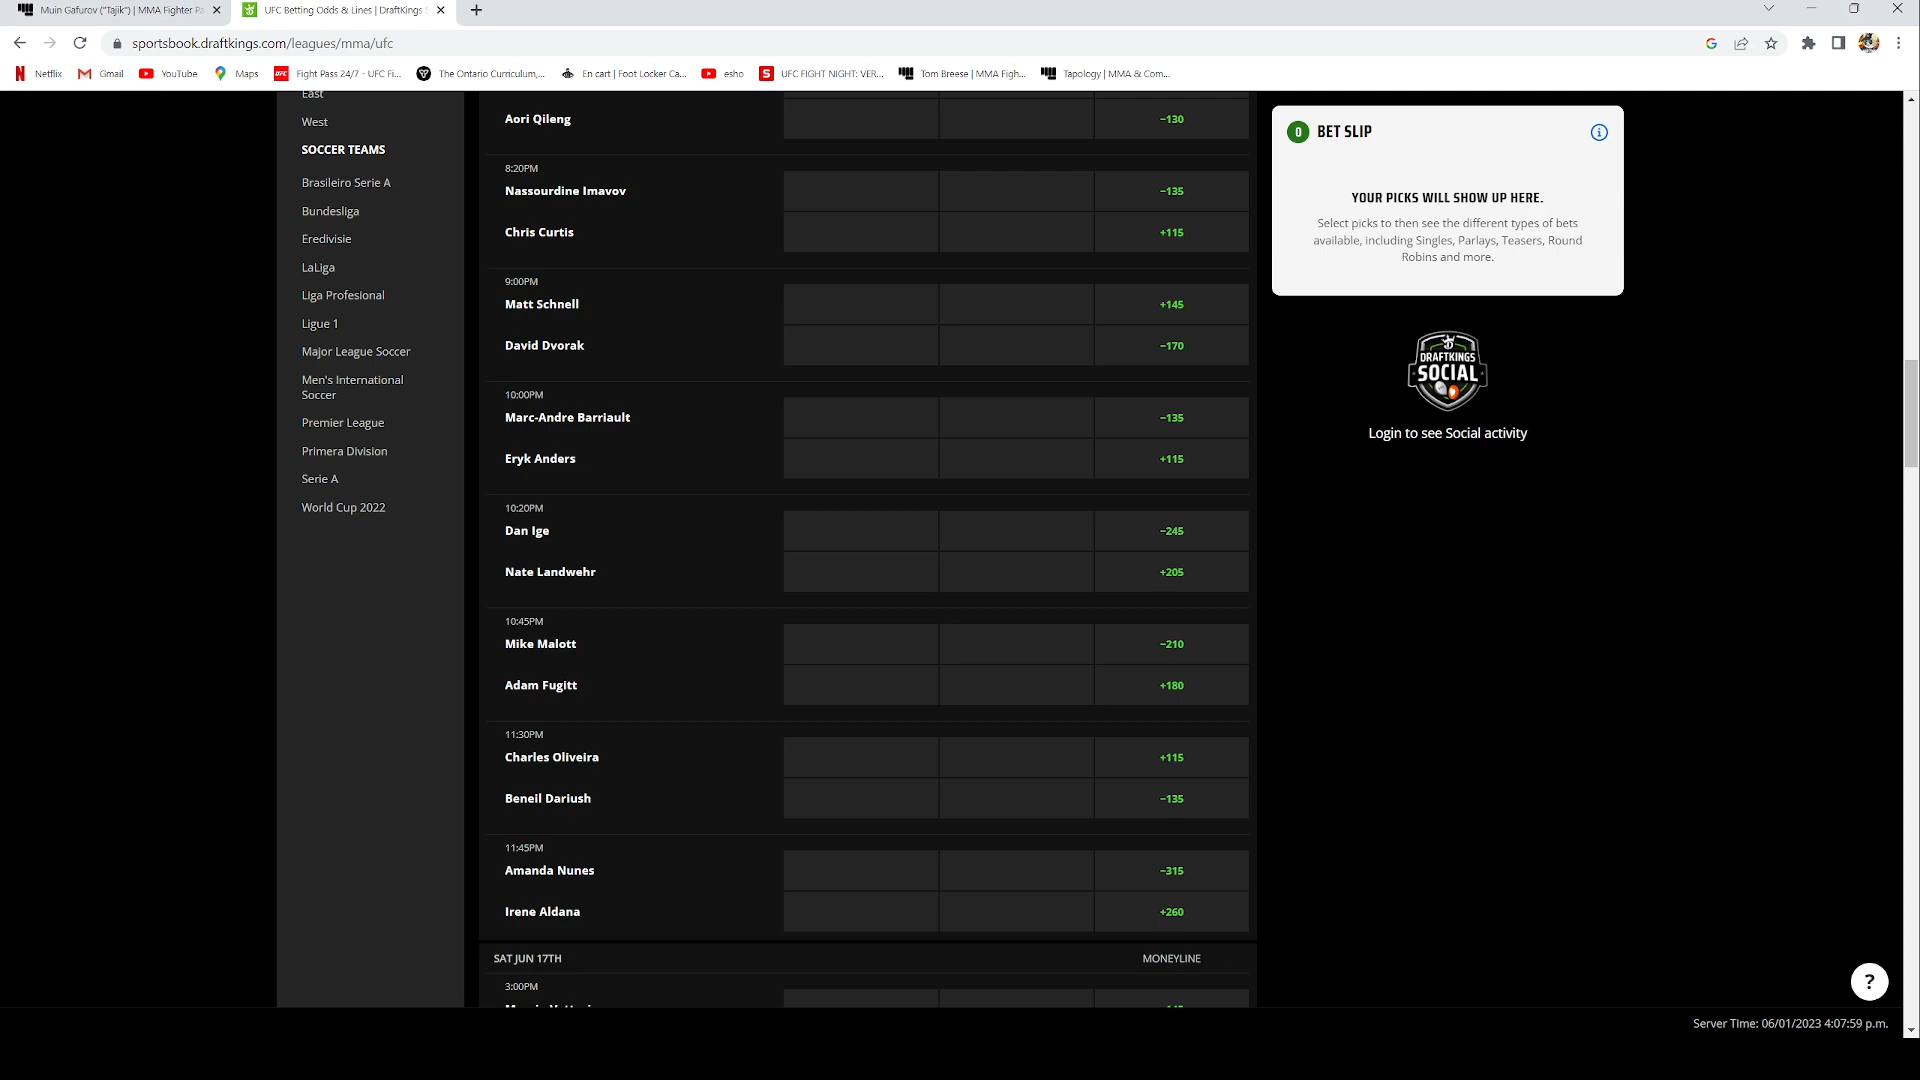 Muin Gafurov ("Tajik") | MMA Fighter Pa
UFC Betting Odds & Lines | DraftKings S
sportsbook.draftkings.com/leagues/mma/ufc
Netflix
Gmail
YouTube
Maps
UFC
Fight Pass 24/7 - UFC Fi...
The Ontario Curriculum,...
En cart | Foot Locker Ca...
esho
UFC FIGHT NIGHT: VER...
Tom Breese | MMA Figh...
Tapology | MMA & Com...
East
West
SOCCER TEAMS
Brasileiro Serie A
Bundesliga
Eredivisie
LaLiga
Liga Profesional
Ligue 1
Major League Soccer
Men's International
Soccer
Premier League
Primera Division
Serie A
World Cup 2022
Aori Qileng −130
8:20PM
Nassourdine Imavov −135
Chris Curtis +115
9:00PM
Matt Schnell +145
David Dvorak −170
10:00PM
Marc-Andre Barriault −135
Eryk Anders +115
10:20PM
Dan Ige −245
Nate Landwehr +205
10:45PM
Mike Malott −210
Adam Fugitt +180
11:30PM
Charles Oliveira +115
Beneil Dariush −135
11:45PM
Amanda Nunes −315
Irene Aldana +260
SAT JUN 17TH MONEYLINE
3:00PM
0 BET SLIP
YOUR PICKS WILL SHOW UP HERE.
Select picks to then see the different types of bets
available, including Singles, Parlays, Teasers, Round
Robins and more.
DRAFTKINGS
SOCIAL
Login to see Social activity
?
Server Time: 06/01/2023 4:07:59 p.m.